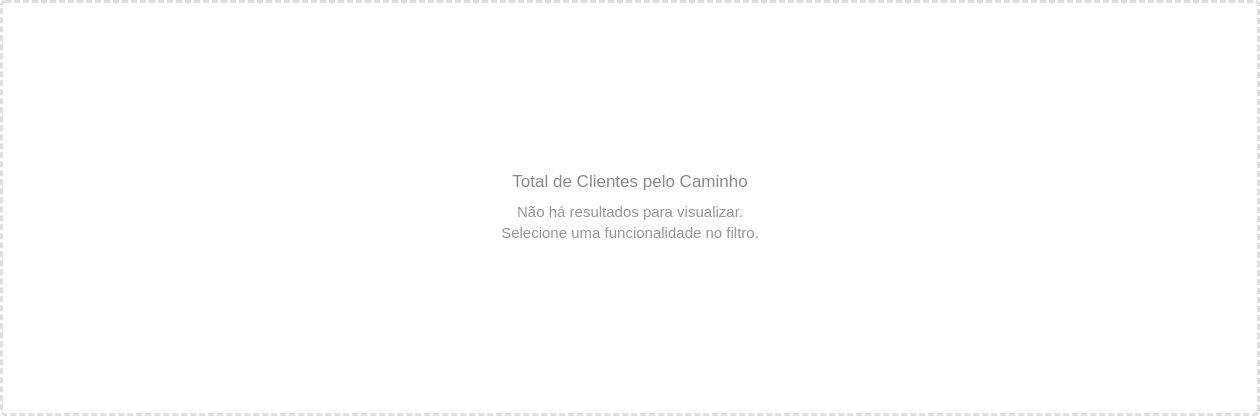 Total de Clientes pelo Caminho
Não há resultados para visualizar.
Selecione uma funcionalidade no filtro.